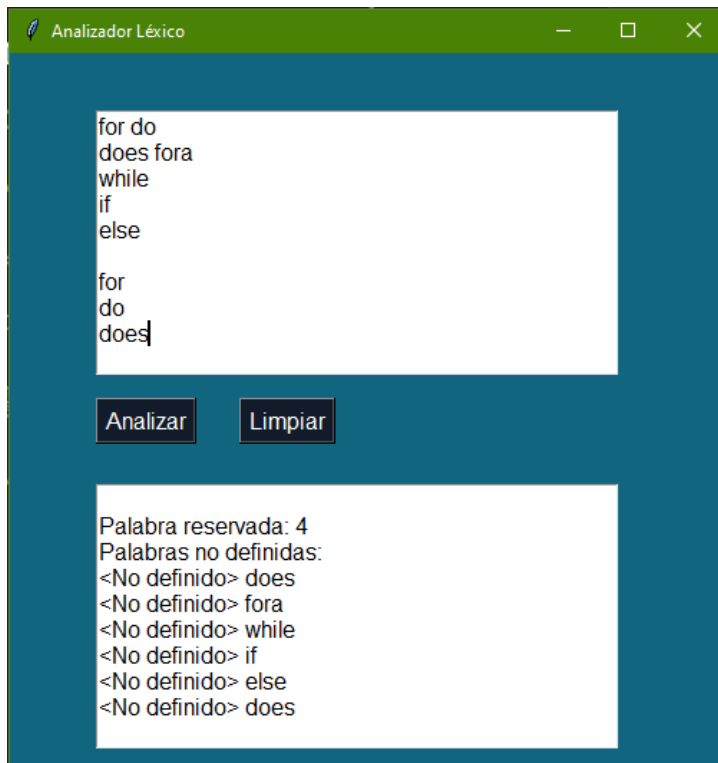 Analizador Léxico
for do
does fora
while
if
else
for
do
does
Analizar Limpiar
Palabra reservada: 4
Palabras no definidas:
<No definido> does
<No definido> fora
<No definido> while
<No definido> if
<No definido> else
<No definido> does